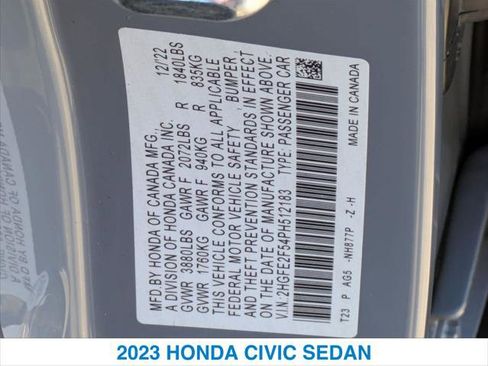 MFD BY HONDA OF CANADA MFG. 12/22
A DIVISION OF HONDA CANADA INC.
GVWR 3880LBS GAWR F 2072LBS R 1840LBS
GVWR 1760KG GAWR F 940KG R 835KG
THIS VEHICLE CONFORMS TO ALL APPLICABLE
FEDERAL MOTOR VEHICLE SAFETY BUMPER,
AND THEFT PREVENTION STANDARDS IN EFFECT
ON THE DATE OF MANUFACTURE SHOWN ABOVE.
V.I.N.:2HGFE2F54PH612183 TYPE: PASSENGER CAR
T23 P AG5 -NH877P -Z -H MADE IN CANADA
2023 HONDA CIVIC SEDAN